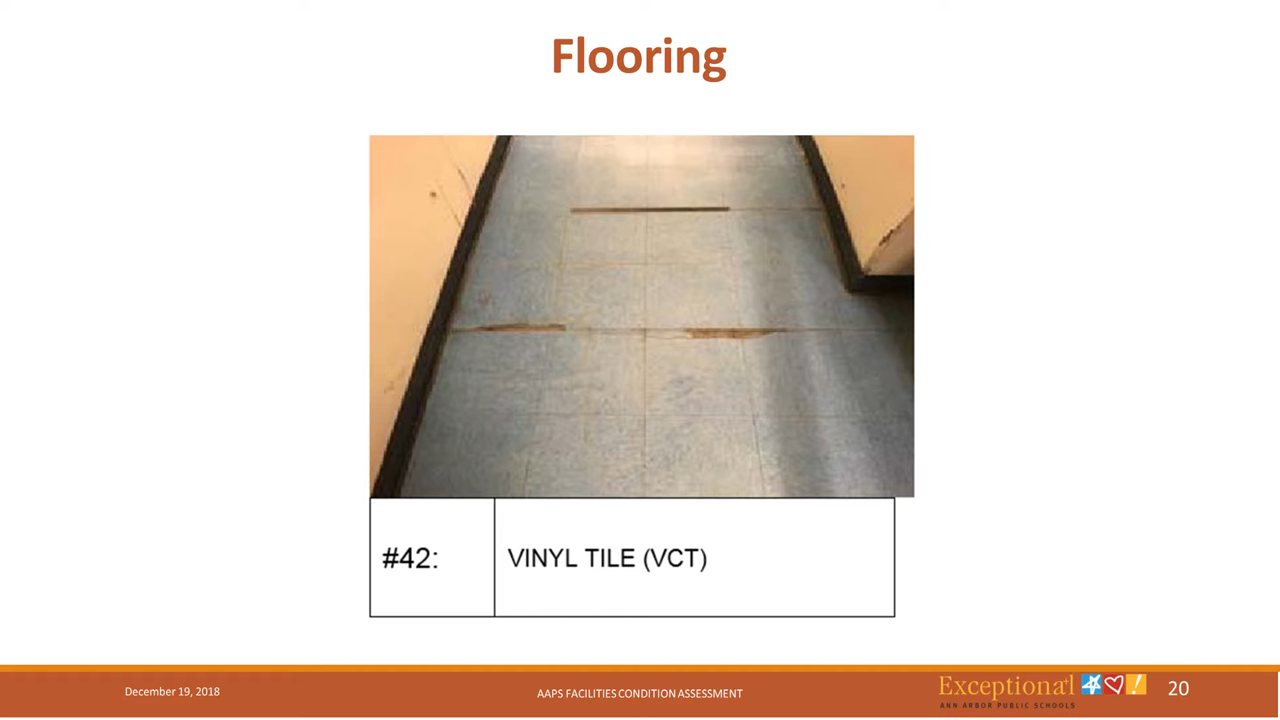 Flooring
#42:
VINYL TILE (VCT)
December 19, 2018
AAPS FACILITIES CONDITION ASSESSMENT
Exceptional
ANN ARBOR PUBLIC SCHOOLS
20